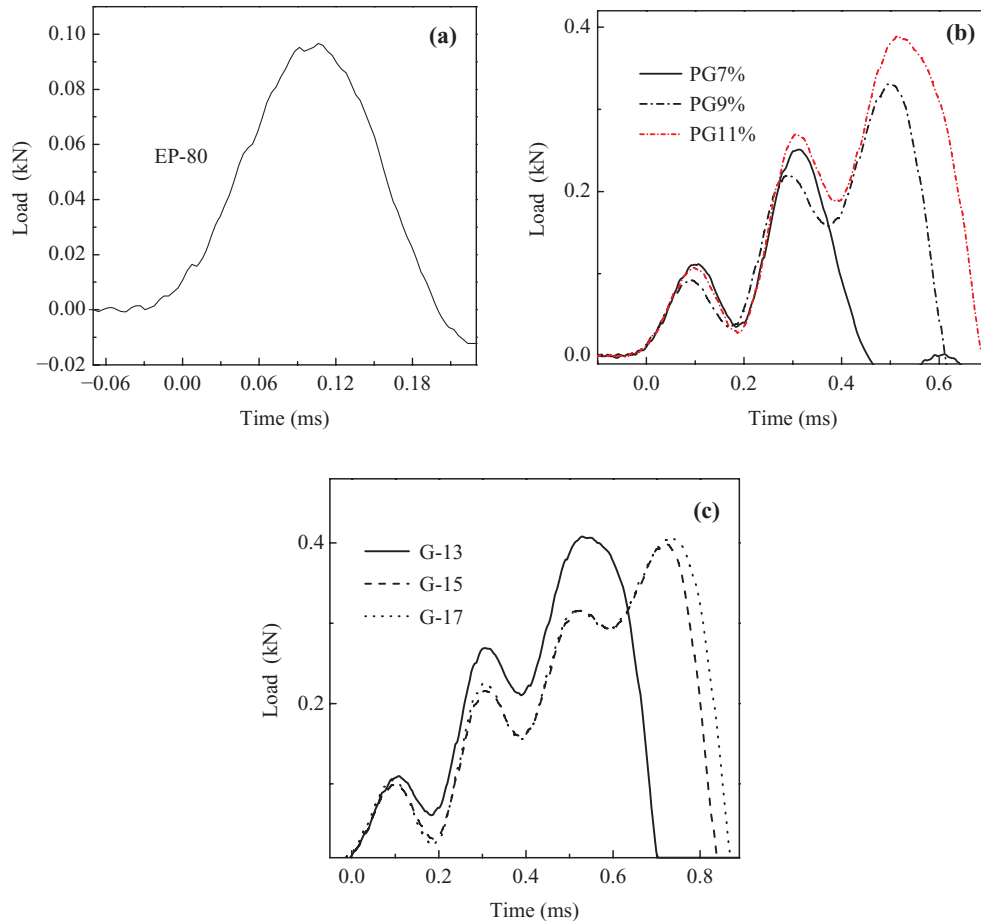 (a)
0.10
0.08
0.06
0.04
0.02
0.00
−0.02
Load (kN)
EP-80
−0.06 0.00 0.06 0.12 0.18
Time (ms)
(b)
0.4
0.2
0.0
Load (kN)
PG7%
PG9%
PG11%
0.0 0.2 0.4 0.6
Time (ms)
(c)
0.4
0.2
Load (kN)
G-13
G-15
G-17
0.0 0.2 0.4 0.6 0.8
Time (ms)